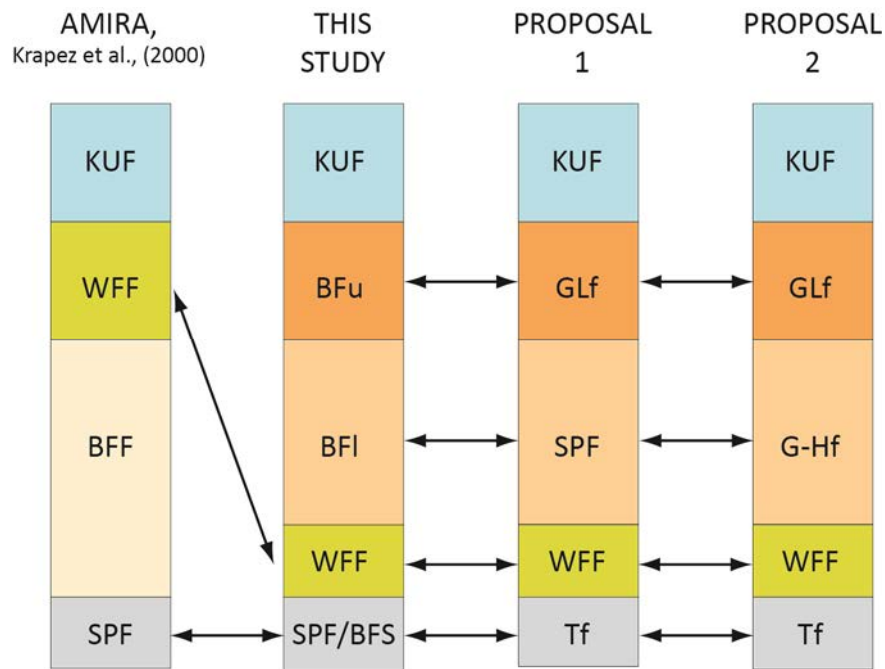 AMIRA,
Krapez et al., (2000)
THIS
STUDY
PROPOSAL
1
PROPOSAL
2
KUF
KUF
KUF
KUF
WFF
BFu
GLf
GLf
BFF
BFl
SPF
G-Hf
WFF
WFF
WFF
SPF
SPF/BFS
Tf
Tf